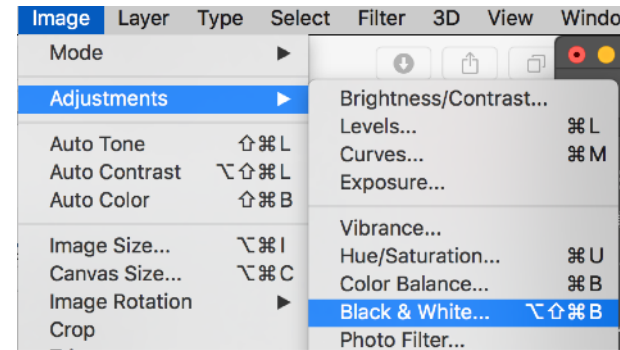 Image Layer Type Select Filter 3D View Windo
Mode ▶
Adjustments ▶
Auto Tone ⇧⌘L
Auto Contrast ⌥⇧⌘L
Auto Color ⇧⌘B
Image Size... ⌥⌘I
Canvas Size... ⌥⌘C
Image Rotation ▶
Crop
Brightness/Contrast...
Levels... ⌘L
Curves... ⌘M
Exposure...
Vibrance...
Hue/Saturation... ⌘U
Color Balance... ⌘B
Black & White... ⌥⇧⌘B
Photo Filter...